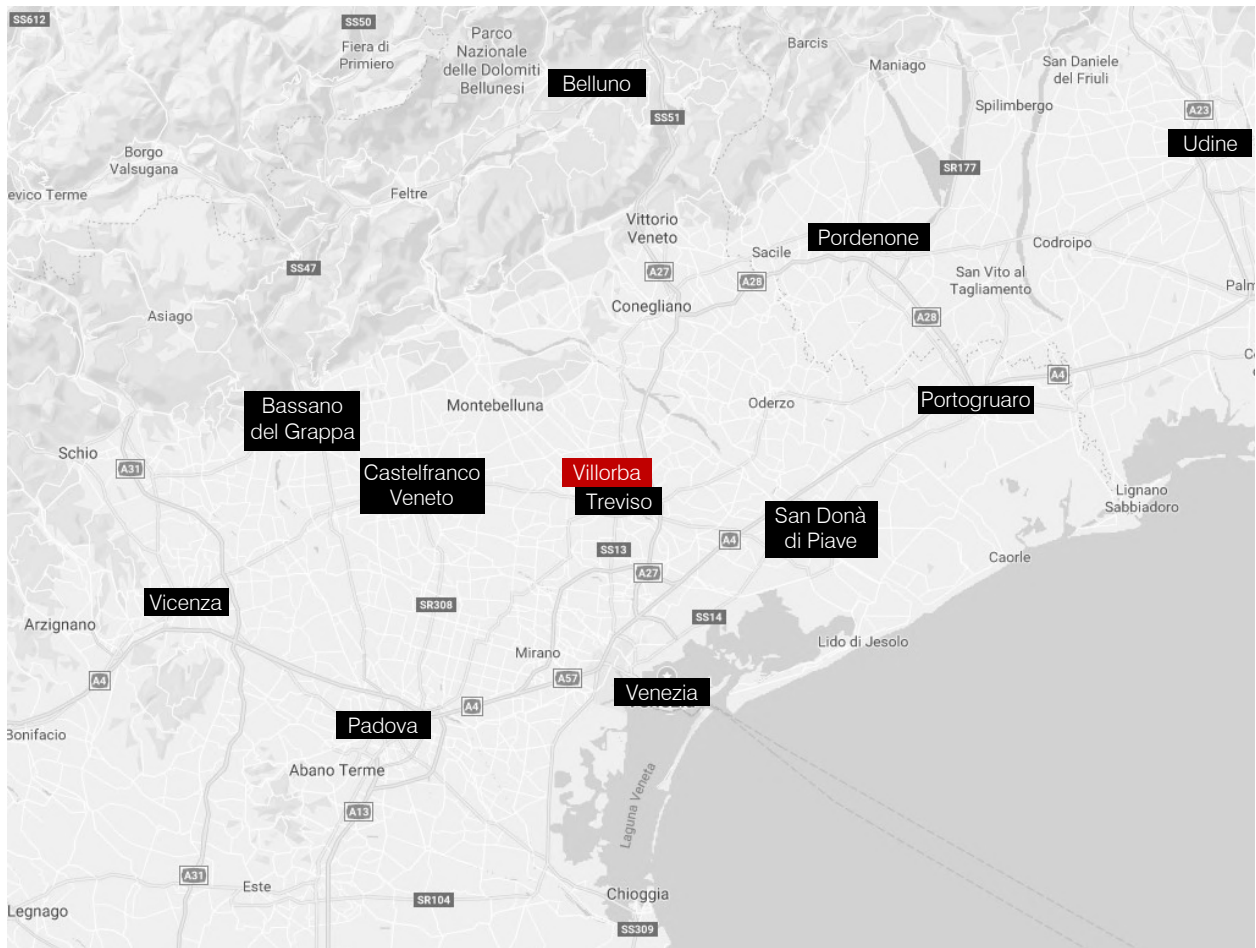 SS612
SS50
Fiera di
Primiero
Parco
Nazionale
delle Dolomiti
Bellunesi
Belluno
Barcis
Maniago
San Daniele
del Friuli
Spilimbergo
A23
SS51
Udine
Borgo
Valsugana
SR177
evico Terme
Feltre
Vittorio
Veneto
Pordenone
Sacile
Codroipo
SS47
A27
A28
San Vito al
Tagliamento
Palm
Conegliano
Asiago
A28
A4
Bassano
del Grappa
Montebelluna
Oderzo
Portogruaro
Schio
A31
Castelfranco
Veneto
Villorba
Treviso
Lignano
Sabbiadoro
San Donà
di Piave
A4
SS13
Caorle
A27
Vicenza
SR308
SS14
Arzignano
Lido di Jesolo
Mirano
A4
A57
Venezia
A4
Padova
Bonifacio
Abano Terme
Laguna Veneta
A13
A31
Este
SR104
Chioggia
Legnago
SS309